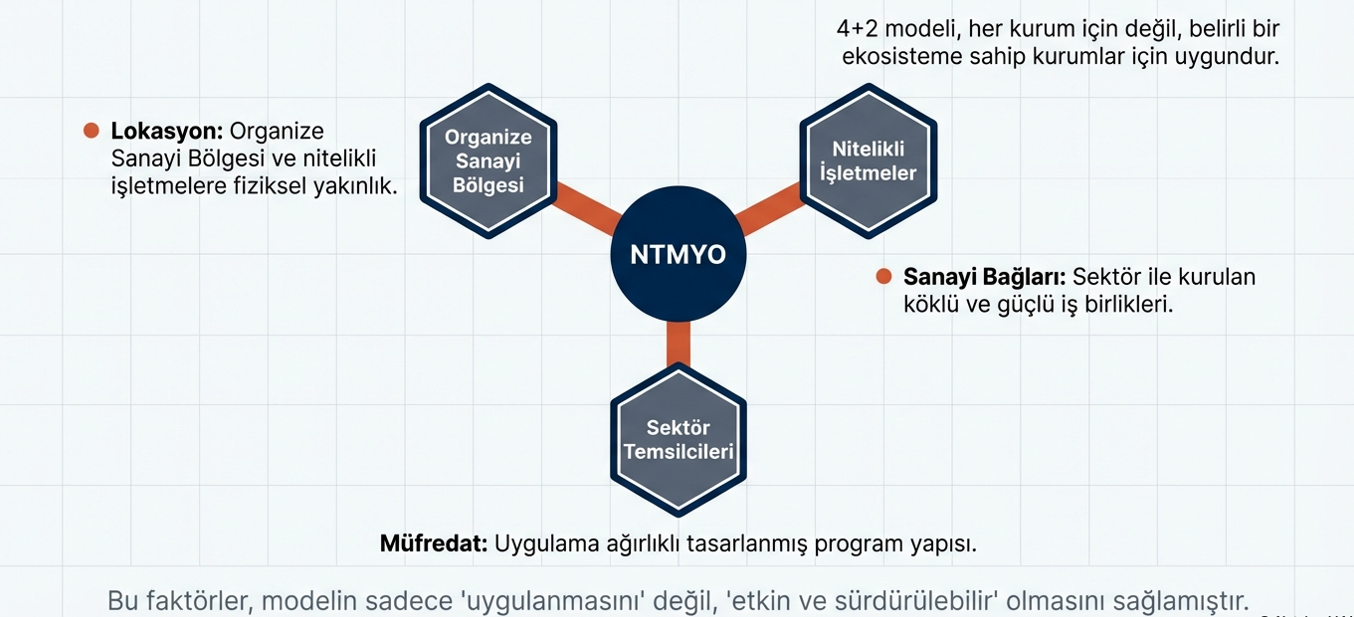 4+2 modeli, her kurum için değil, belirli bir
ekosisteme sahip kurumlar için uygundur.
Lokasyon: Organize
Sanayi Bölgesi ve nitelikli
işletmelere fiziksel yakınlık.
Organize
Sanayi
Bölgesi
Nitelikli
İşletmeler
NTMYO
Sanayi Bağları: Sektör ile kurulan
köklü ve güçlü iş birlikleri.
Sektör
Temsilcileri
Müfredat: Uygulama ağırlıklı tasarlanmış program yapısı.
Bu faktörler, modelin sadece 'uygulanmasını' değil, 'etkin ve sürdürülebilir' olmasını sağlamıştır.